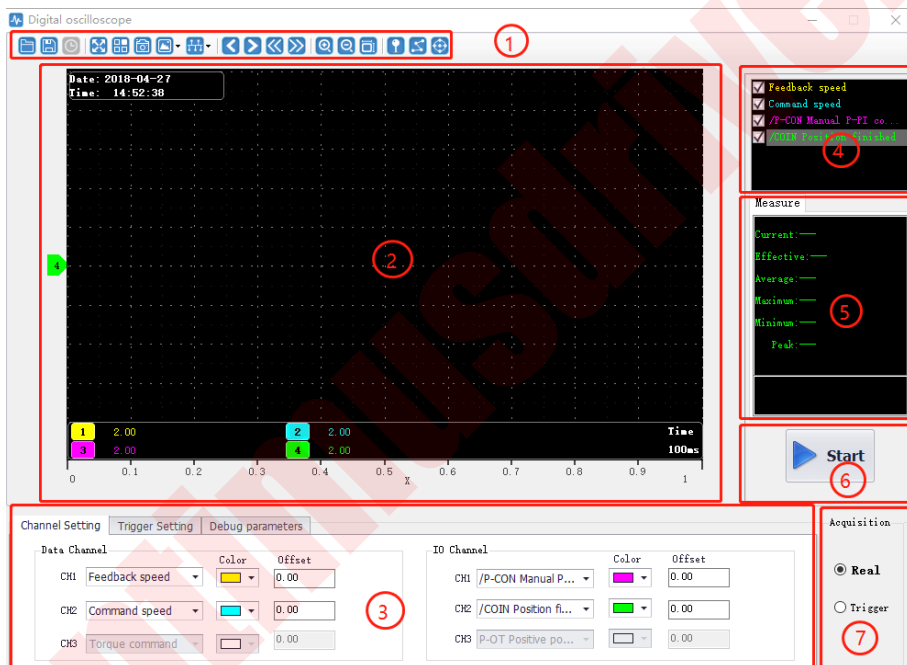 Digital oscilloscope
1
Date: 2018-04-27
Time: 14:52:38
2
4
1 2.00 2 2.00 Time
3 2.00 4 2.00 100ms
0 0.1 0.2 0.3 0.4 0.5 0.6 0.7 0.8 0.9 1
X
Feedback speed
Command speed
/P-CON Manual P-PI co...
/COIN Position finished
4
Measure
Current:
Effective:
Average:
Maximum:
Minimum:
Peak:
5
Start
6
Channel Setting Trigger Setting Debug parameters
Data Channel
Color Offset
CH1 Feedback speed 0.00
CH2 Command speed 0.00
CH3 Torque command 0.00
3
IO Channel
Color Offset
CH1 /P-CON Manual P... 0.00
CH2 /COIN Position fi... 0.00
CH3 P-OT Positive po... 0.00
Acquisition
Real
Trigger
7